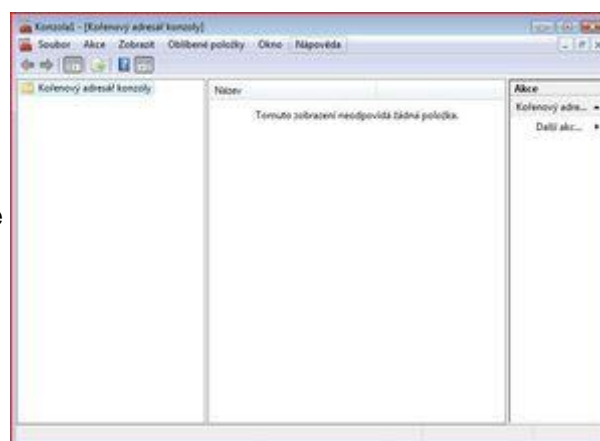 Konzola1 - [Kořenový adresář konzoly]
Soubor Akce Zobrazit Oblíbené položky Okno Nápověda
Kořenový adresář konzoly
Název
Tomuto zobrazení neodpovídá žádná položka.
Akce
Kořenový adre...
Další akc...
e